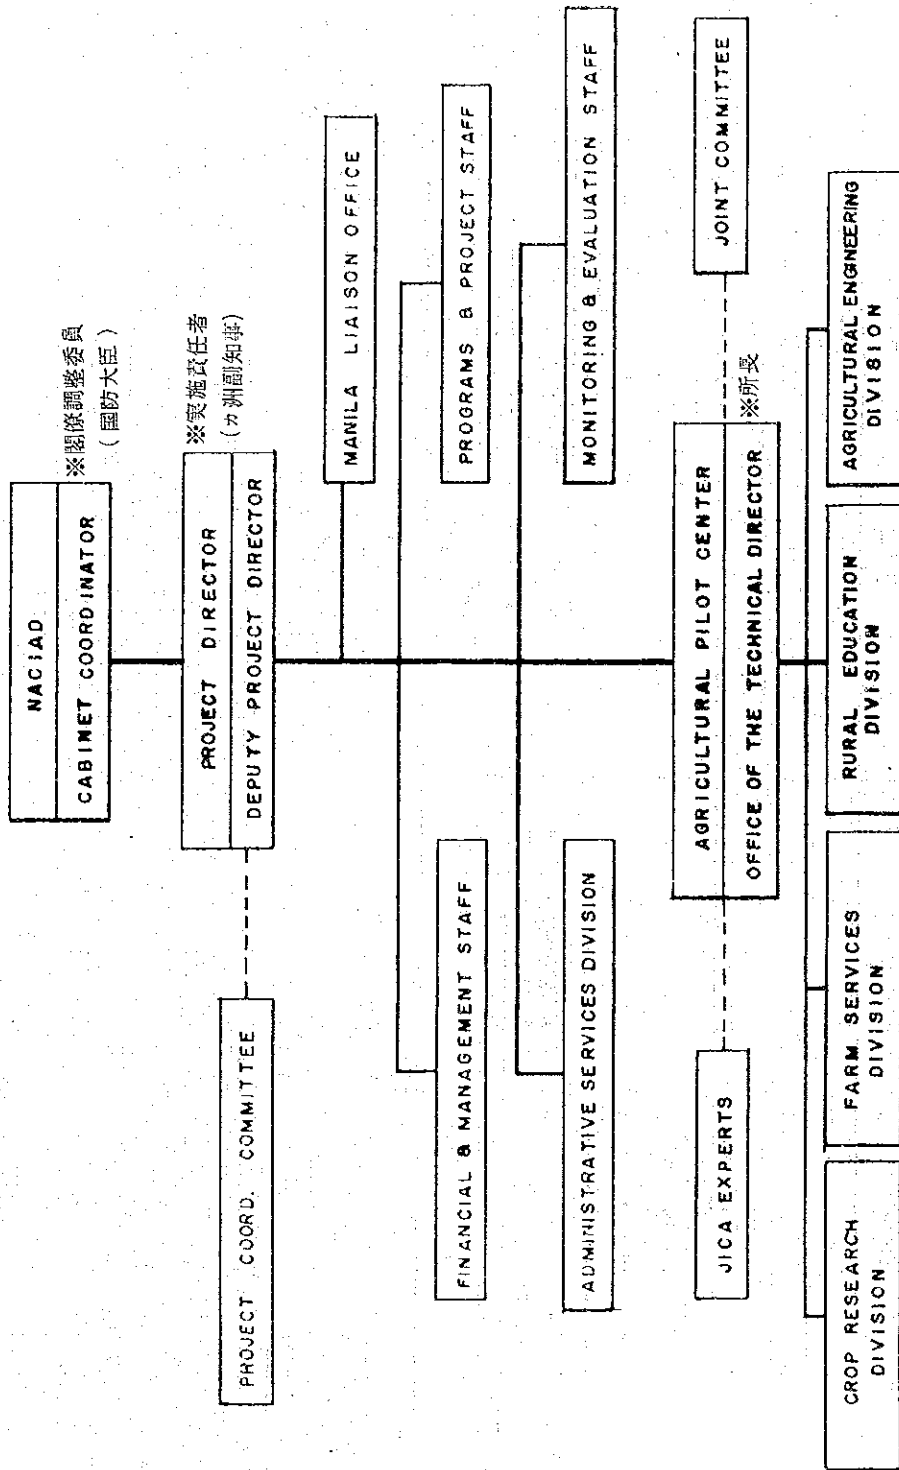 NACIAD
CABINET COORDINATOR
※閣僚調整委員
(国防大臣)
PROJECT DIRECTOR
DEPUTY PROJECT DIRECTOR
※実施責任者
(カ洲副知事)
PROJECT COORD. COMMITTEE
MANILA LIAISON OFFICE
FINANCIAL & MANAGEMENT STAFF
PROGRAMS & PROJECT STAFF
ADMINISTRATIVE SERVICES DIVISION
MONITORING & EVALUATION STAFF
JICA EXPERTS
AGRICULTURAL PILOT CENTER
OFFICE OF THE TECHNICAL DIRECTOR
※所長
JOINT COMMITTEE
CROP RESEARCH
DIVISION
FARM SERVICES
DIVISION
RURAL EDUCATION
DIVISION
AGRICULTURAL ENGINEERING
DIVISION